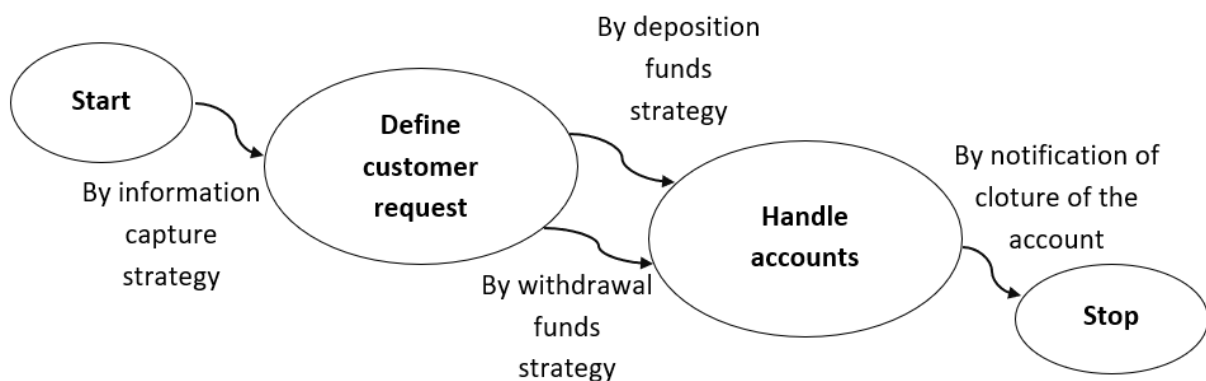 Start
By information
capture
strategy
Define
customer
request
By deposition
funds
strategy
By withdrawal
funds
strategy
Handle
accounts
By notification of
cloture of the
account
Stop